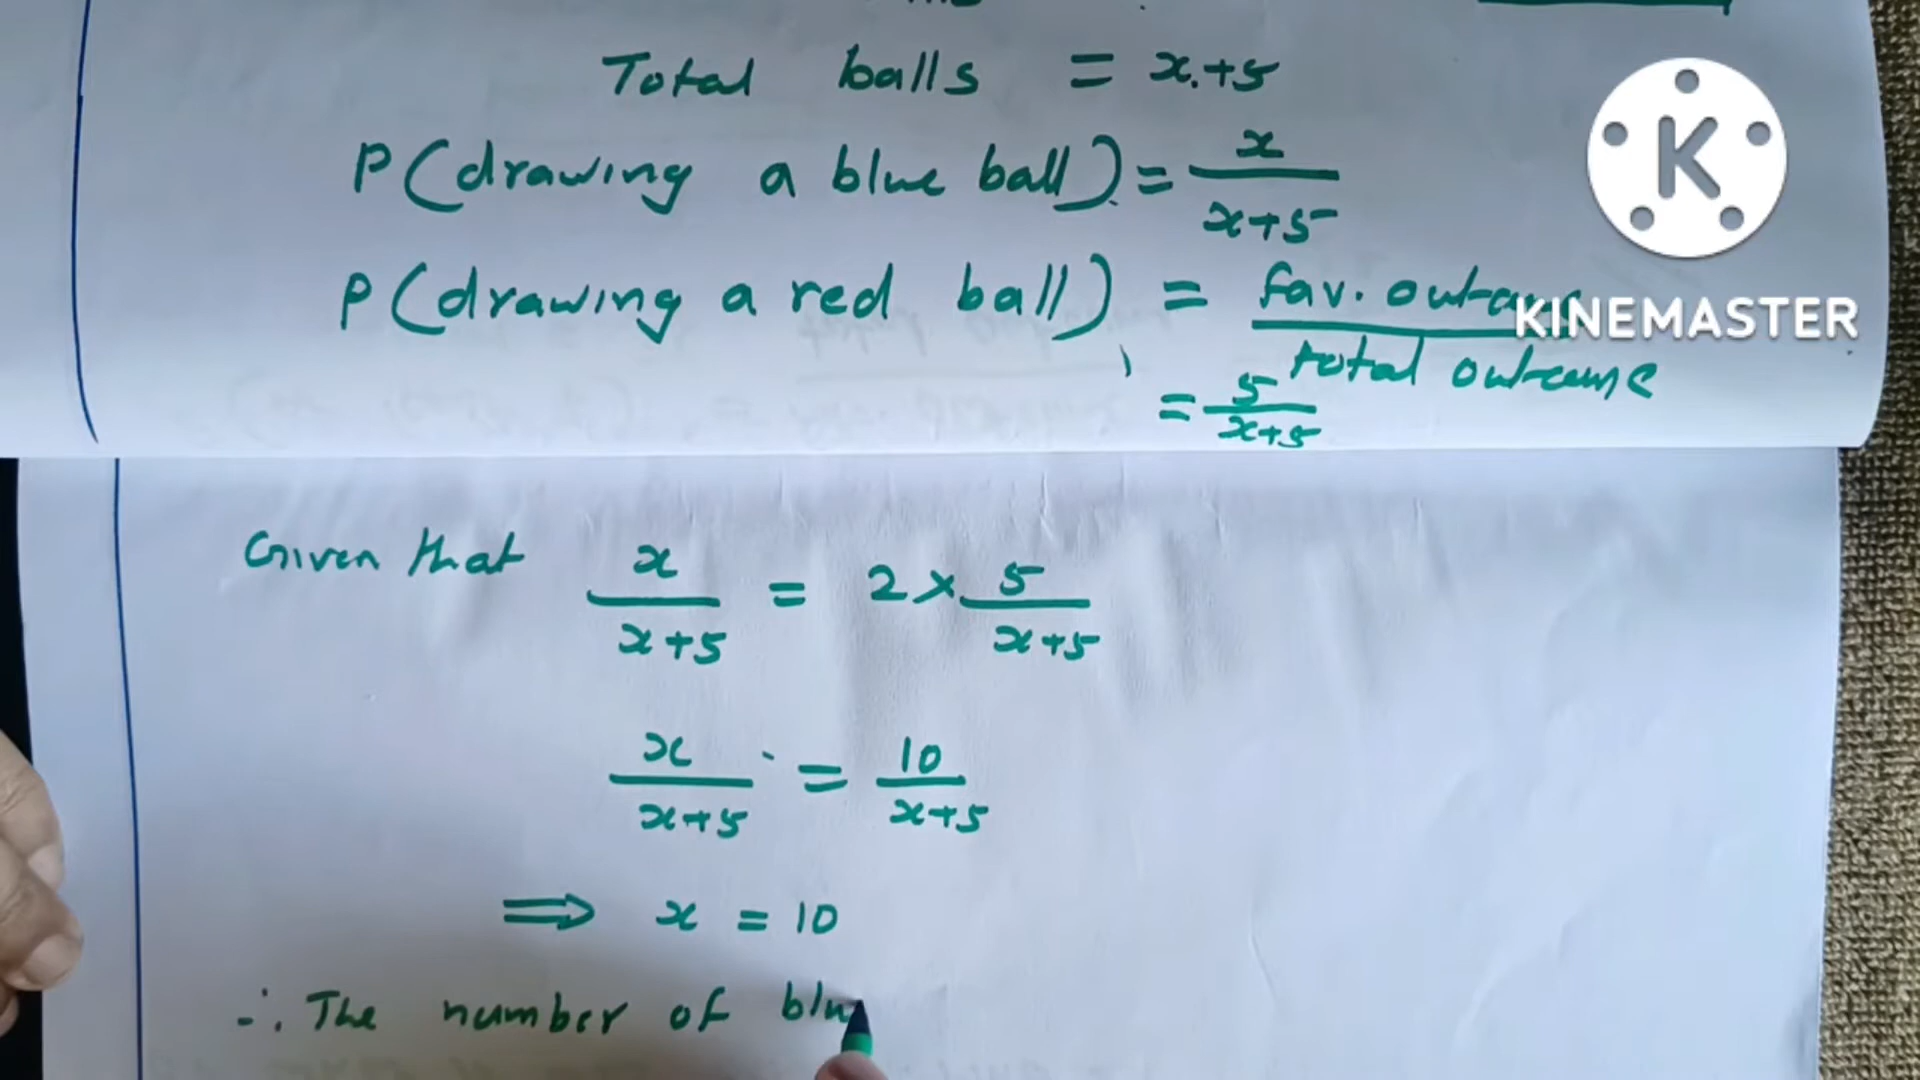 Total balls = x+5
P(drawing a blue ball) = x/(x+5)
P(drawing a red ball) = fav. outcome/total outcome
= 5/(x+5)
K
KINEMASTER
Given that x/(x+5) = 2 × 5/(x+5)
x/(x+5) = 10/(x+5)
⟹ x = 10
∴ The number of blu